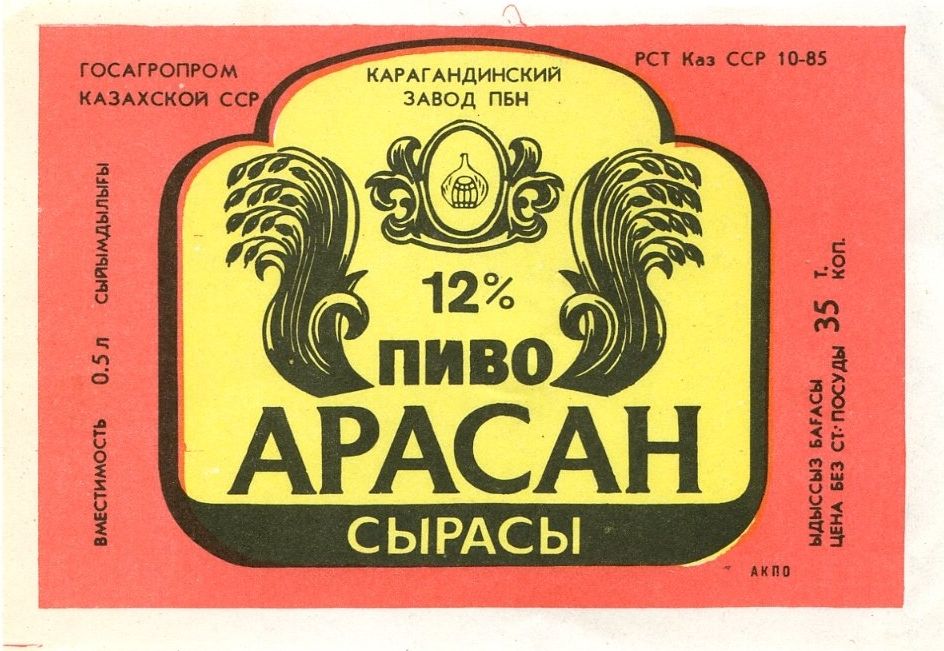 ГОСАГРОПРОМ
КАЗАХСКОЙ ССР
КАРАГАНДИНСКИЙ
ЗАВОД ПБН
РСТ Каз ССР 10-85
ВМЕСТИМОСТЬ 0.5 л СЫЙЫМДЫЛЫҒЫ
12%
ПИВО
АРАСАН
СЫРАСЫ
ЫДЫССЫЗ БАҒАСЫ 35 Т.
ЦЕНА БЕЗ СТ. ПОСУДЫ 35 КОП.
АКПО